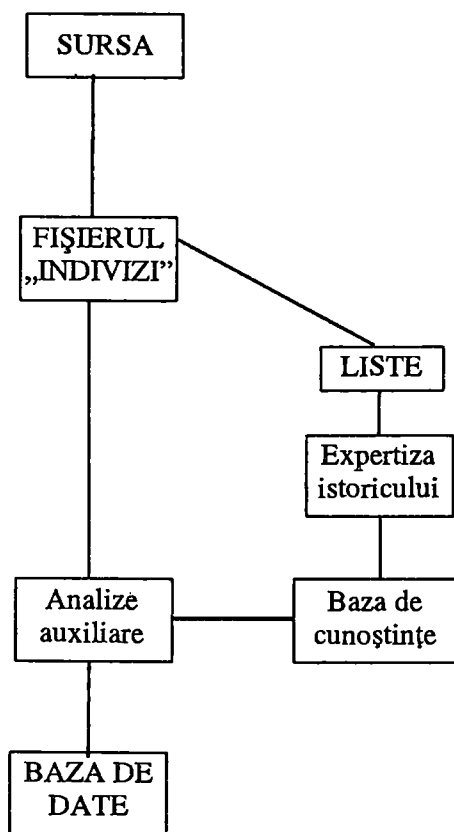 SURSA
FIŞIERUL
„INDIVIZI”
LISTE
Expertiza
istoricului
Analize
auxiliare
Baza de
cunoştinţe
BAZA DE
DATE